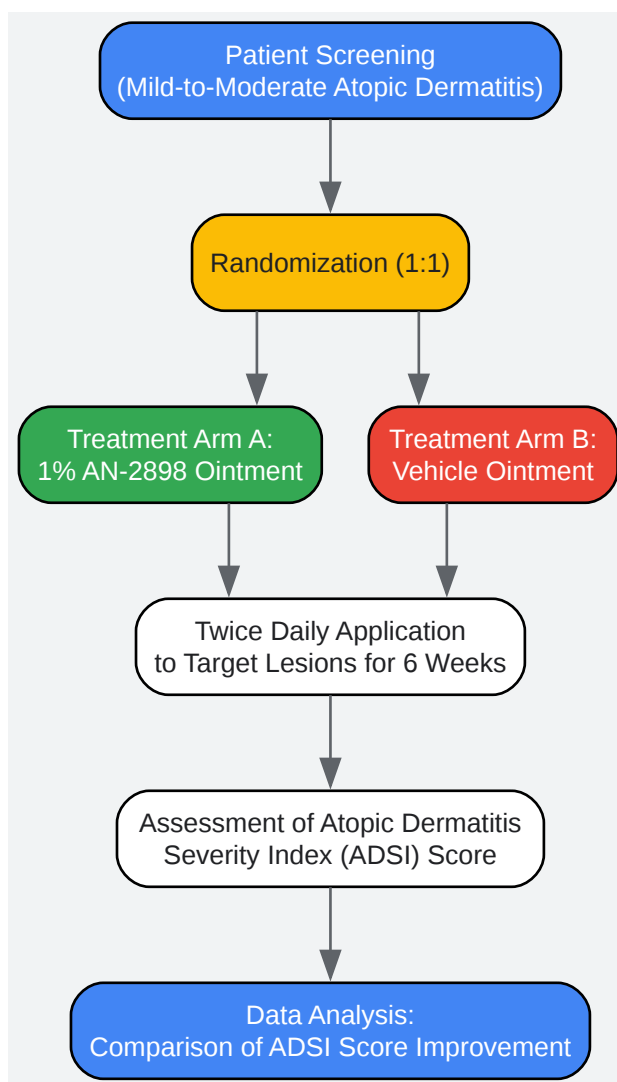 Patient Screening
(Mild-to-Moderate Atopic Dermatitis)
Randomization (1:1)
Treatment Arm A:
1% AN-2898 Ointment
Treatment Arm B:
Vehicle Ointment
Twice Daily Application
to Target Lesions for 6 Weeks
Assessment of Atopic Dermatitis
Severity Index (ADSI) Score
Data Analysis:
Comparison of ADSI Score Improvement